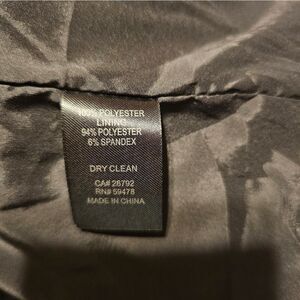 100% POLYESTER
LINING
94% POLYESTER
6% SPANDEX
DRY CLEAN
CA# 26792
RN# 59478
MADE IN CHINA